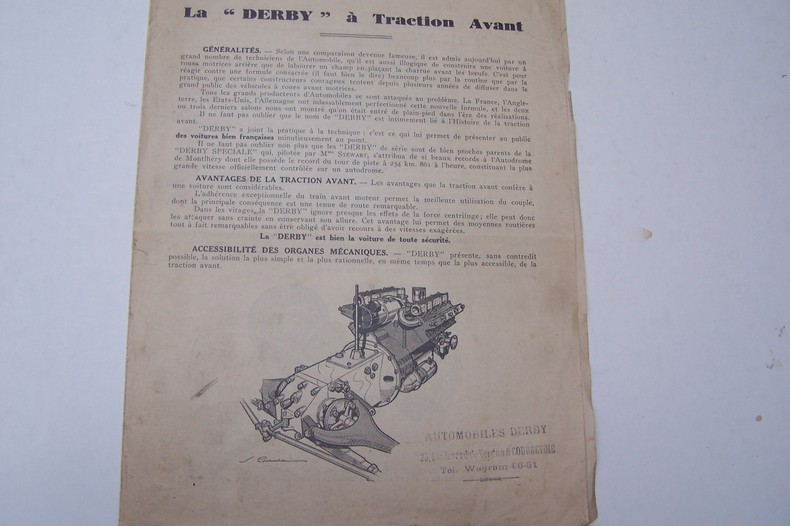 La “ DERBY ” à Traction Avant
GÉNÉRALITÉS. — Selon une comparaison devenue fameuse, il est admis aujourd'hui par un
grand nombre de techniciens de l'Automobile, qu'il est aussi illogique de construire une voiture à
roues motrices arrière que de labourer un champ en plaçant la charrue avant les bœufs. C'est pour
réagir contre une formule consacrée (il faut bien le dire) beaucoup plus par la routine que par la
pratique, que certains constructeurs courageux tentent depuis plusieurs années de diffuser dans le
grand public des véhicules à roues avant motrices.
Tous les grands producteurs d'Automobiles se sont attaqués au problème. La France, l'Angle-
terre, les Etats-Unis, l'Allemagne ont inlassablement perfectionné cette nouvelle formule, et les deux
ou trois derniers salons nous ont montré qu'on était entré de plain-pied dans l'ère des réalisations.
Il ne faut pas oublier que le nom de "DERBY" est intimement lié à l'Histoire de la traction
avant.
"DERBY" a joint la pratique à la technique : c'est ce qui lui permet de présenter au public
des voitures bien françaises minutieusement au point.
Il ne faut pas oublier non plus que les "DERBY" de série sont de bien proches parents de la
"DERBY SPECIALE" qui, pilotée par Mme STEWART, s'attribua de si beaux records à l'Autodrome
de Montlhéry dont elle possède le record du tour de piste à 234 km. 861 à l'heure, constituant la plus
grande vitesse officiellement contrôlée sur un autodrome.
AVANTAGES DE LA TRACTION AVANT. — Les avantages que la traction avant confère à
une voiture sont considérables.
L'adhérence exceptionnelle du train avant moteur permet la meilleure utilisation du couple,
dont la principale conséquence est une tenue de route remarquable.
Dans les virages, la "DERBY" ignore presque les effets de la force centrifuge; elle peut donc
les attaquer sans crainte en conservant son allure. Cet avantage lui permet des moyennes routières
tout à fait remarquables sans être obligé d'avoir recours à des vitesses exagérées.
La "DERBY" est bien la voiture de toute sécurité.
ACCESSIBILITÉ DES ORGANES MÉCANIQUES. — "DERBY" présente, sans contredit
possible, la solution la plus simple et la plus rationnelle, en même temps que la plus accessible, de la
traction avant.
AUTOMOBILES DERBY
COURBEVOIE
Tél. Wagram